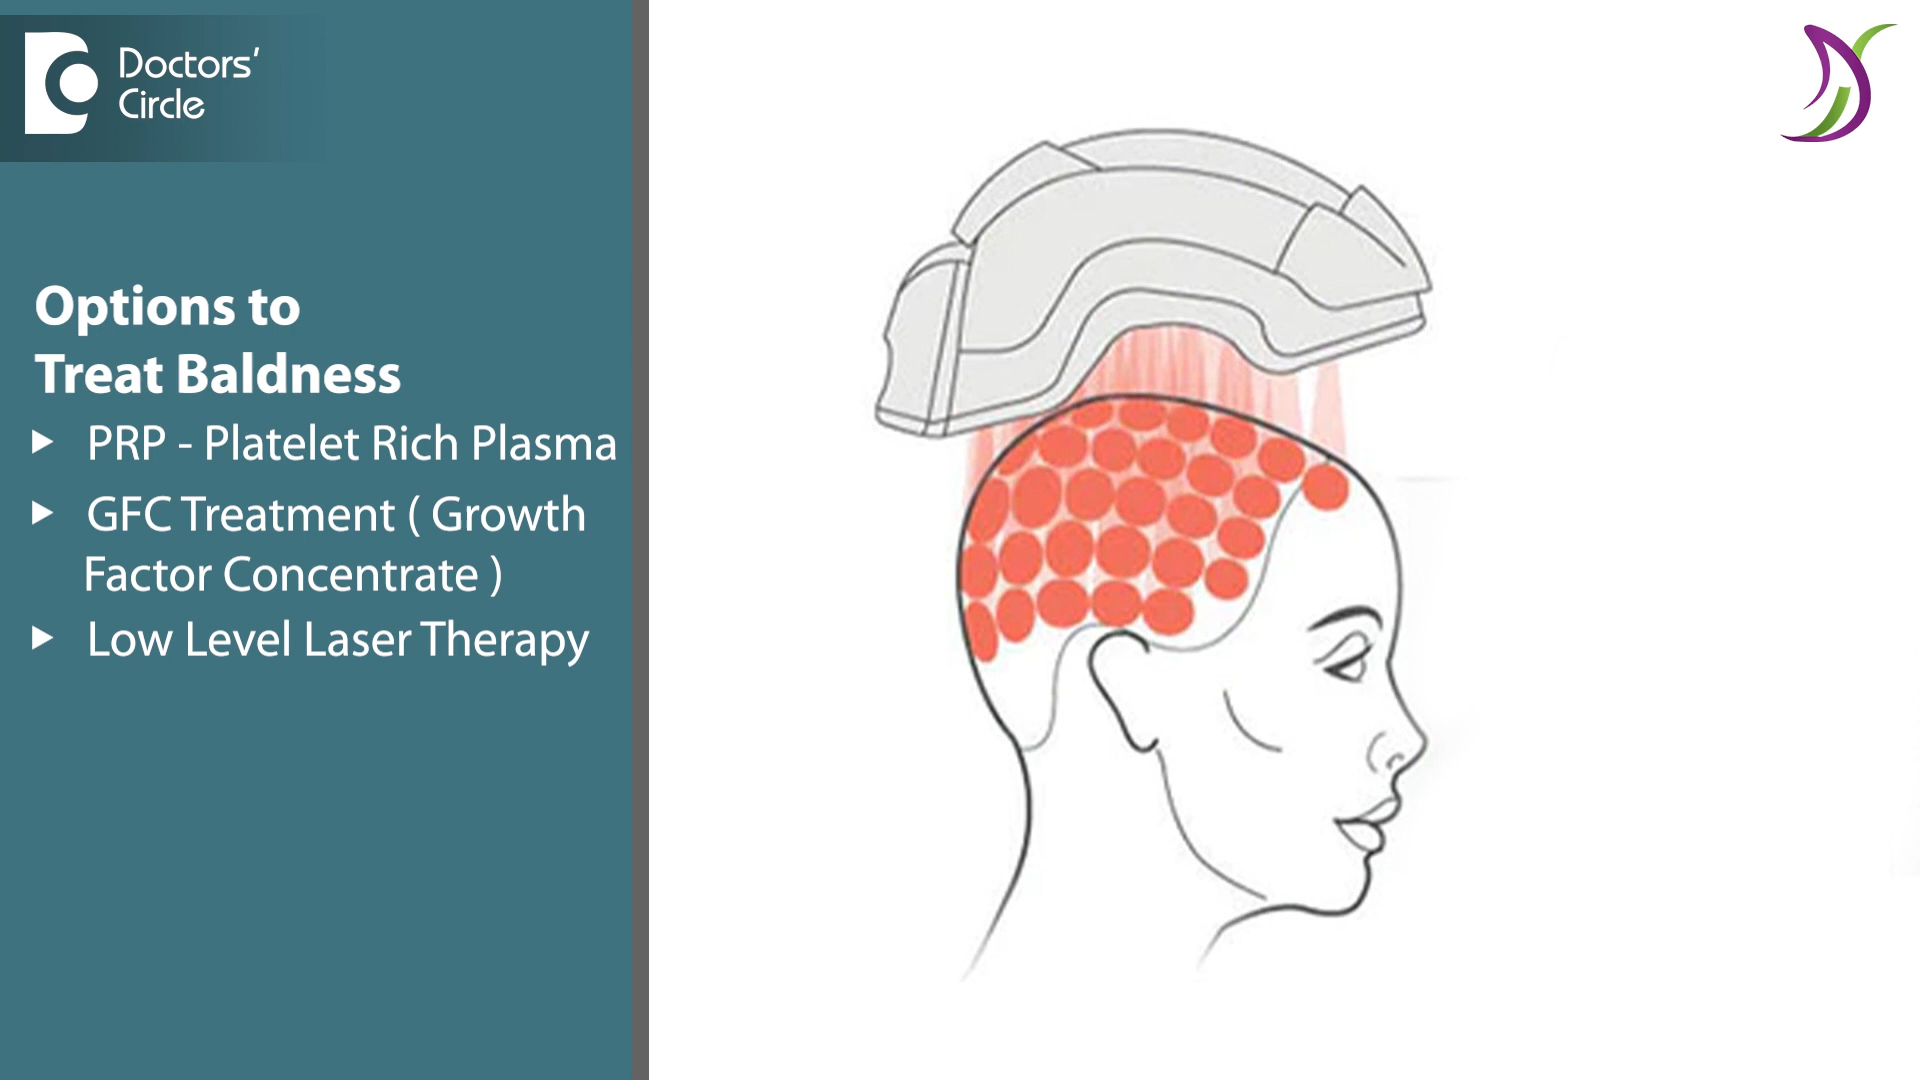 Doctors'
Circle
Options to
Treat Baldness
PRP - Platelet Rich Plasma
GFC Treatment ( Growth
Factor Concentrate )
Low Level Laser Therapy